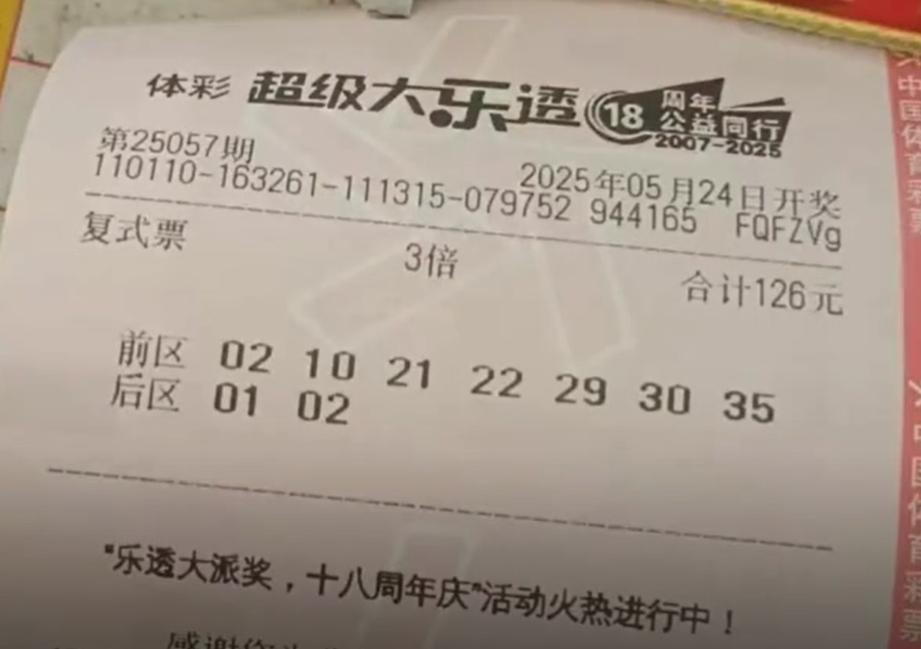 体彩 超级大乐透 18 周年 公益同行 2007-2025
第25057期 2025年05月24日开奖
110110-163261-111315-079752 944165 FQFZVg
复式票 3倍 合计126元
前区 02 10 21 22 29 30 35
后区 01 02
"乐透大派奖，十八周年庆"活动火热进行中！
感谢您
中国体育彩票
中国体育彩票